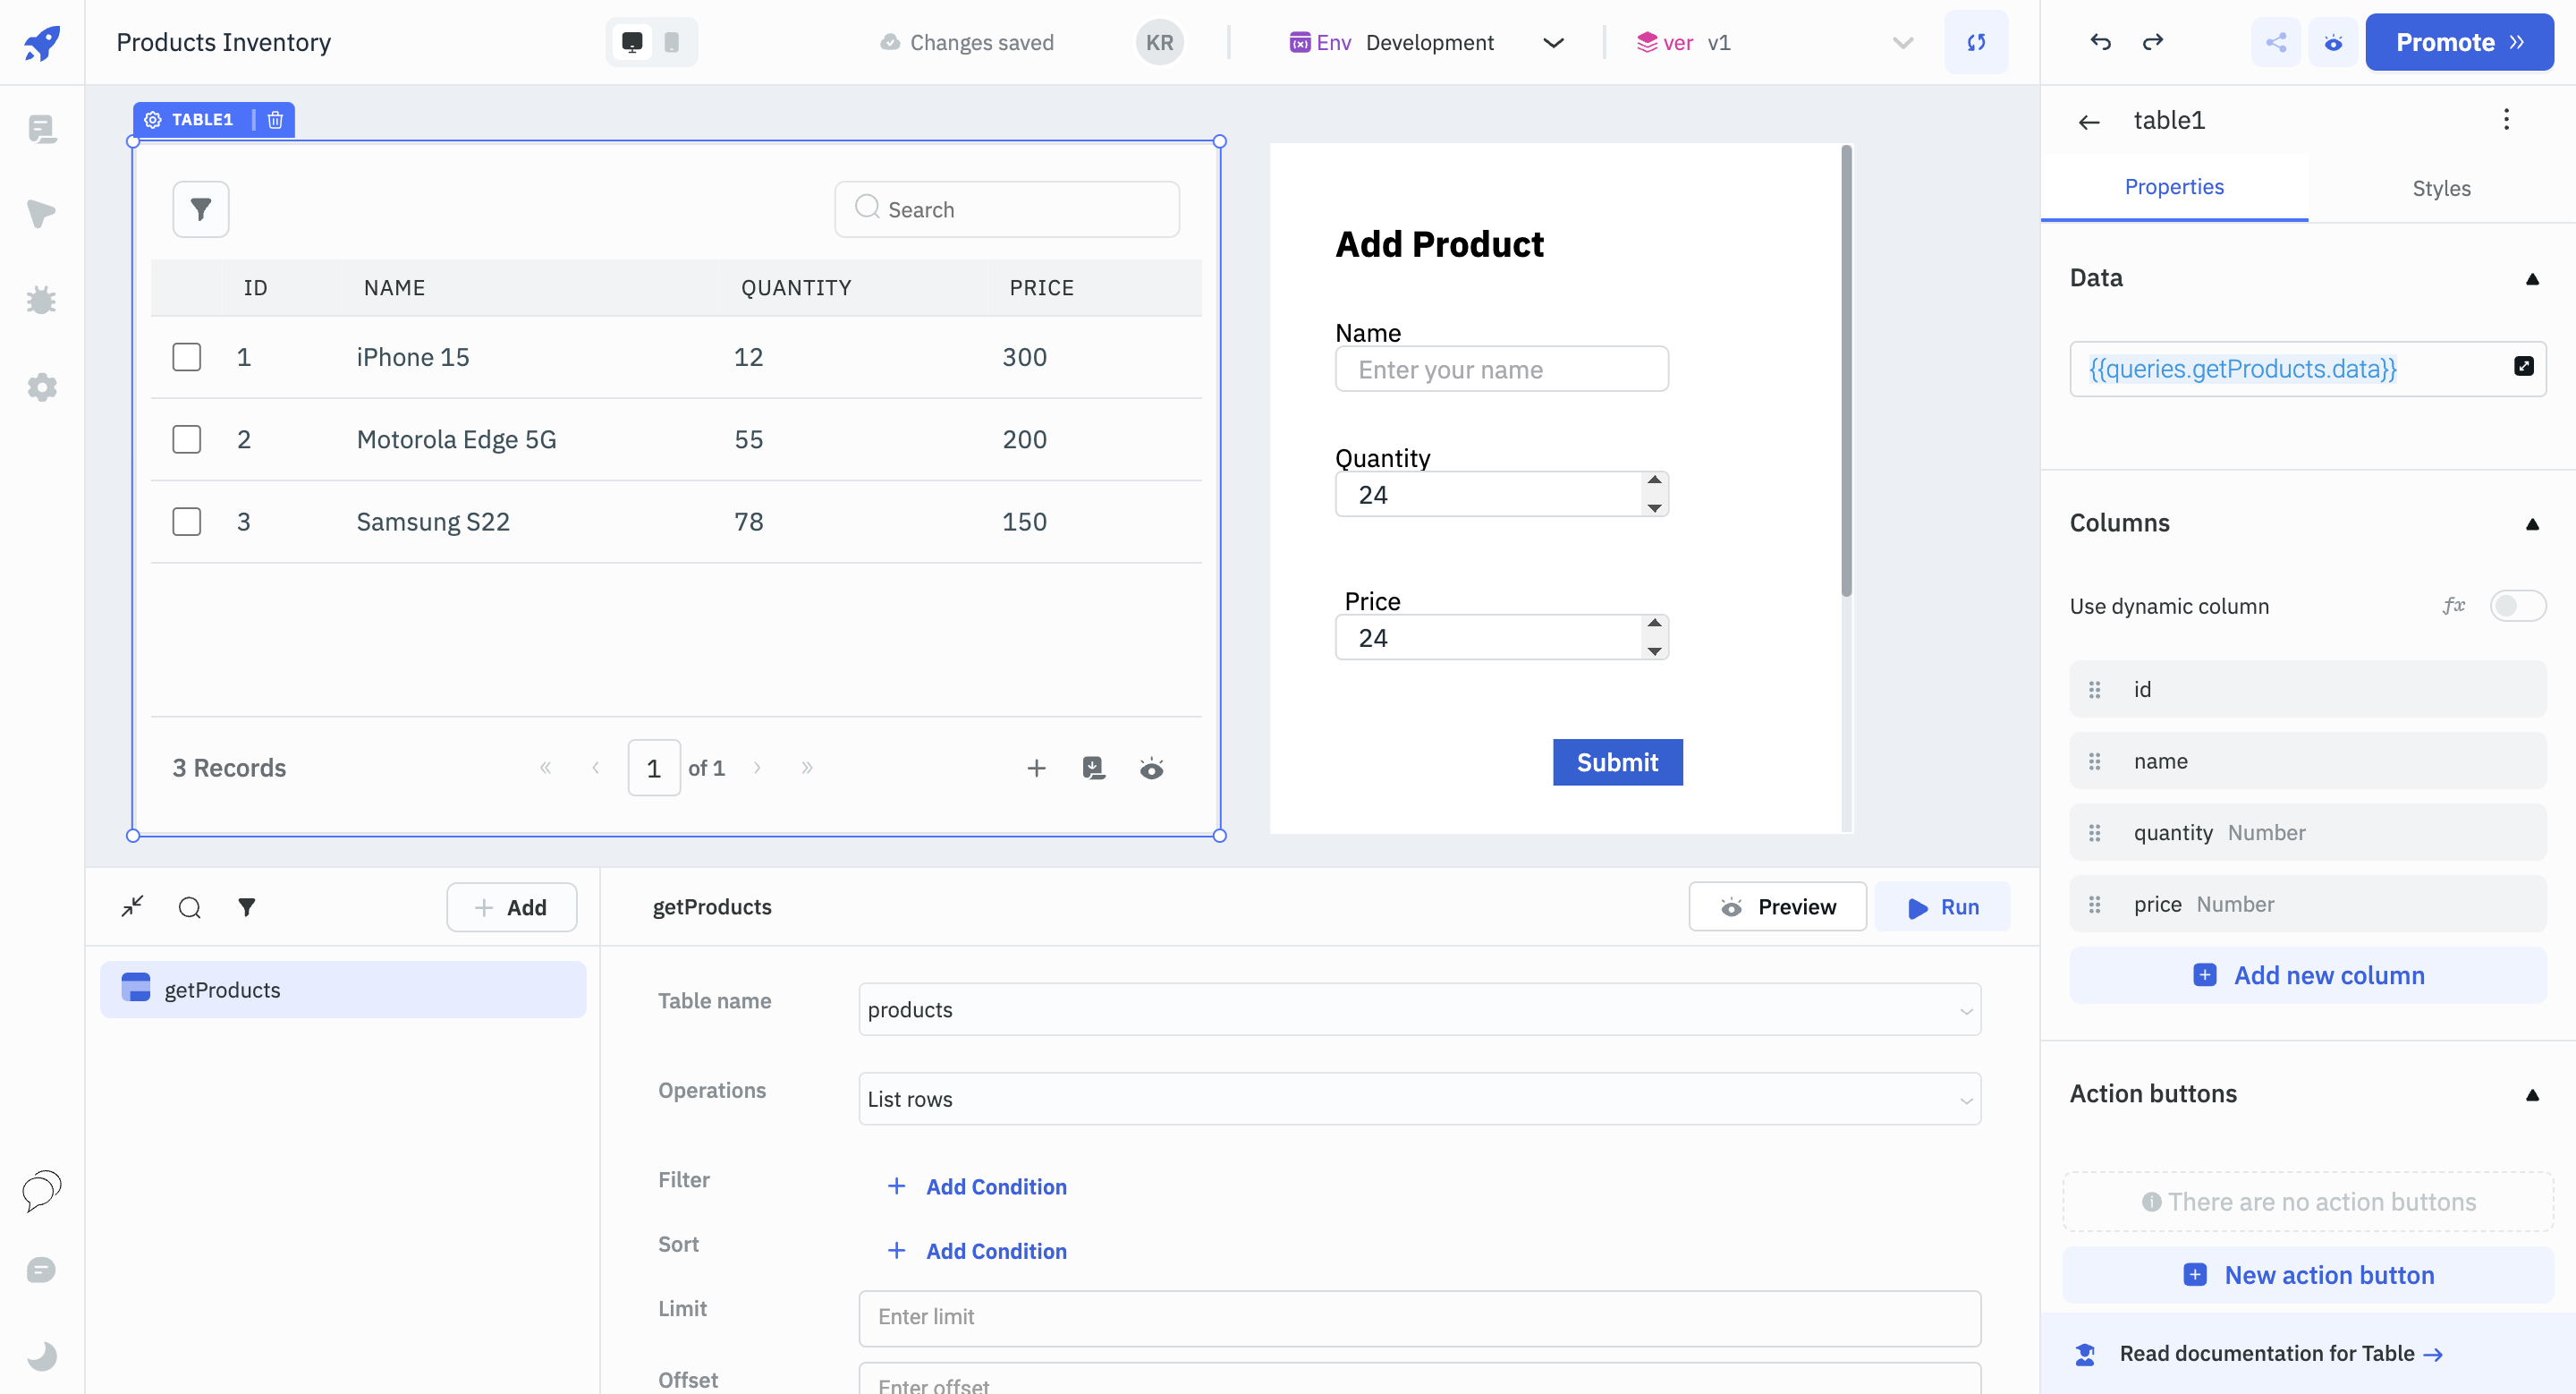 Products Inventory
Changes saved
KR
Env Development
ver v1
Promote
TABLE1
Search
ID NAME QUANTITY PRICE
1 iPhone 15 12 300
2 Motorola Edge 5G 55 200
3 Samsung S22 78 150
3 Records
1 of 1
Add Product
Name
Enter your name
Quantity
24
Price
24
Submit
Add
getProducts
getProducts
Preview
Run
Table name
products
Operations
List rows
Filter
Add Condition
Sort
Add Condition
Limit
Enter limit
Offset
Enter offset
table1
Properties
Styles
Data
{{queries.getProducts.data}}
Columns
Use dynamic column
fx
id
name
quantity Number
price Number
Add new column
Action buttons
There are no action buttons
New action button
Read documentation for Table →